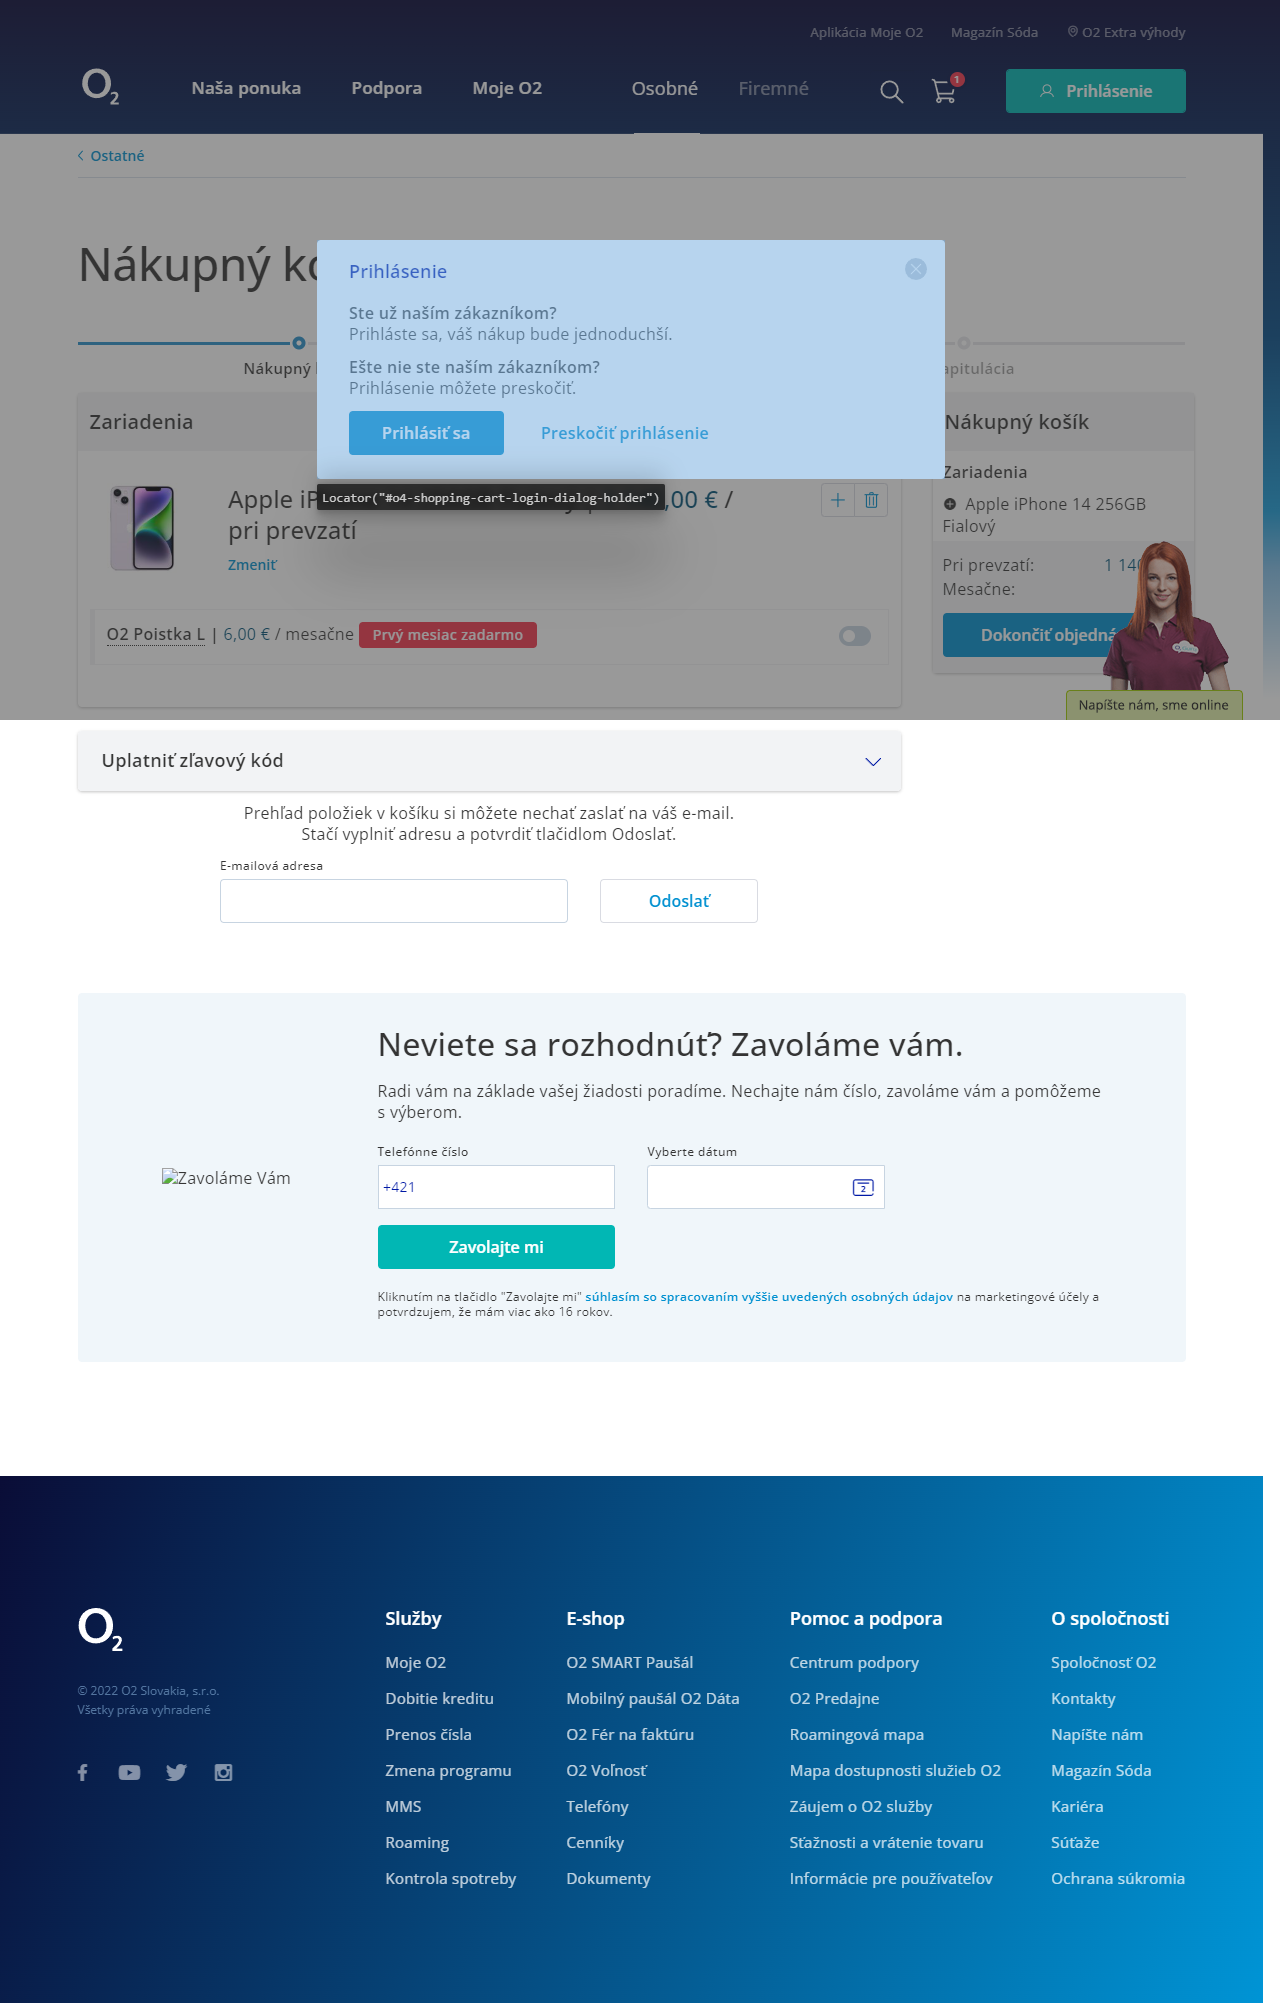 Aplikácia Moje O2 Magazín Sóda O2 Extra výhody
O2 Naša ponuka Podpora Moje O2 Osobné Firemné 1 Prihlásenie
Ostatné
Nákupný ko
Nákupný
apitulácia
Prihlásenie
Ste už naším zákazníkom?
Prihláste sa, váš nákup bude jednoduchší.
Ešte nie ste naším zákazníkom?
Prihlásenie môžete preskočiť.
Prihlásiť sa Preskočiť prihlásenie
Locator("#o4-shopping-cart-login-dialog-holder")
Zariadenia
Apple iP ,00 € /
pri prevzatí
Zmeniť
O2 Poistka L | 6,00 € / mesačne Prvý mesiac zadarmo
Nákupný košík
Zariadenia
Apple iPhone 14 256GB
Fialový
Pri prevzatí: 1 140
Mesačne:
Dokončiť objedná
Napíšte nám, sme online
Uplatniť zľavový kód
Prehľad položiek v košíku si môžete nechať zaslať na váš e-mail.
Stačí vyplniť adresu a potvrdiť tlačidlom Odoslať.
E-mailová adresa
Odoslať
Neviete sa rozhodnúť? Zavoláme vám.
Radi vám na základe vašej žiadosti poradíme. Nechajte nám číslo, zavoláme vám a pomôžeme
s výberom.
Zavoláme Vám
Telefónne číslo Vyberte dátum
+421 2
Zavolajte mi
Kliknutím na tlačidlo "Zavolajte mi" súhlasím so spracovaním vyššie uvedených osobných údajov na marketingové účely a
potvrdzujem, že mám viac ako 16 rokov.
O2
© 2022 O2 Slovakia, s.r.o.
Všetky práva vyhradené
Služby
Moje O2
Dobitie kreditu
Prenos čísla
Zmena programu
MMS
Roaming
Kontrola spotreby
E-shop
O2 SMART Paušál
Mobilný paušál O2 Dáta
O2 Fér na faktúru
O2 Voľnosť
Telefóny
Cenníky
Dokumenty
Pomoc a podpora
Centrum podpory
O2 Predajne
Roamingová mapa
Mapa dostupnosti služieb O2
Záujem o O2 služby
Sťažnosti a vrátenie tovaru
Informácie pre používateľov
O spoločnosti
Spoločnosť O2
Kontakty
Napíšte nám
Magazín Sóda
Kariéra
Súťaže
Ochrana súkromia